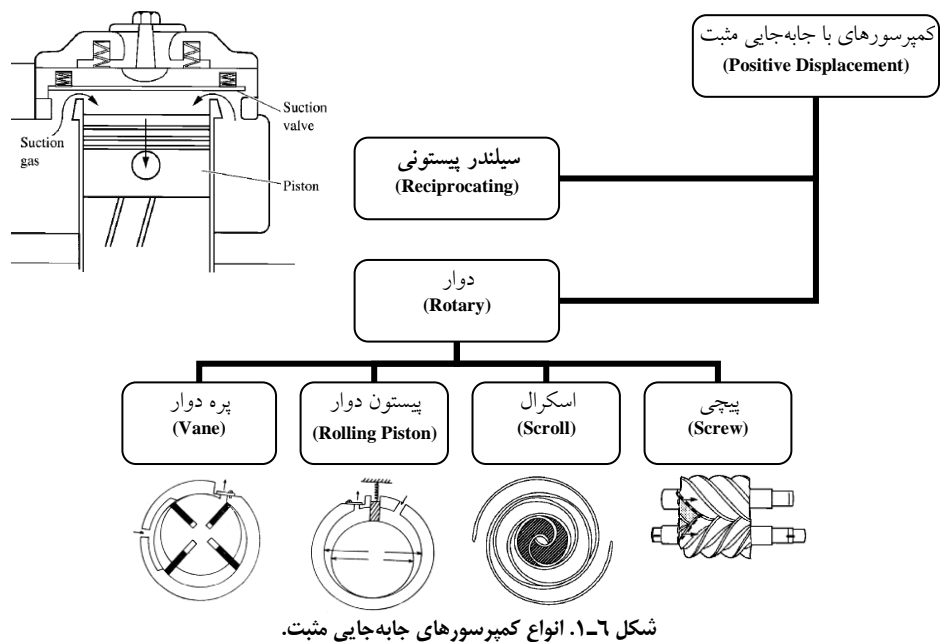 کمپرسورهای با جابه‌جایی مثبت
(Positive Displacement)
Suction
valve
Suction
gas
Piston
سیلندر پیستونی
(Reciprocating)
دوار
(Rotary)
پره دوار
(Vane)
پیستون دوار
(Rolling Piston)
اسکرال
(Scroll)
پیچی
(Screw)
شکل ٦ـ١. انواع کمپرسورهای جابه‌جایی مثبت.